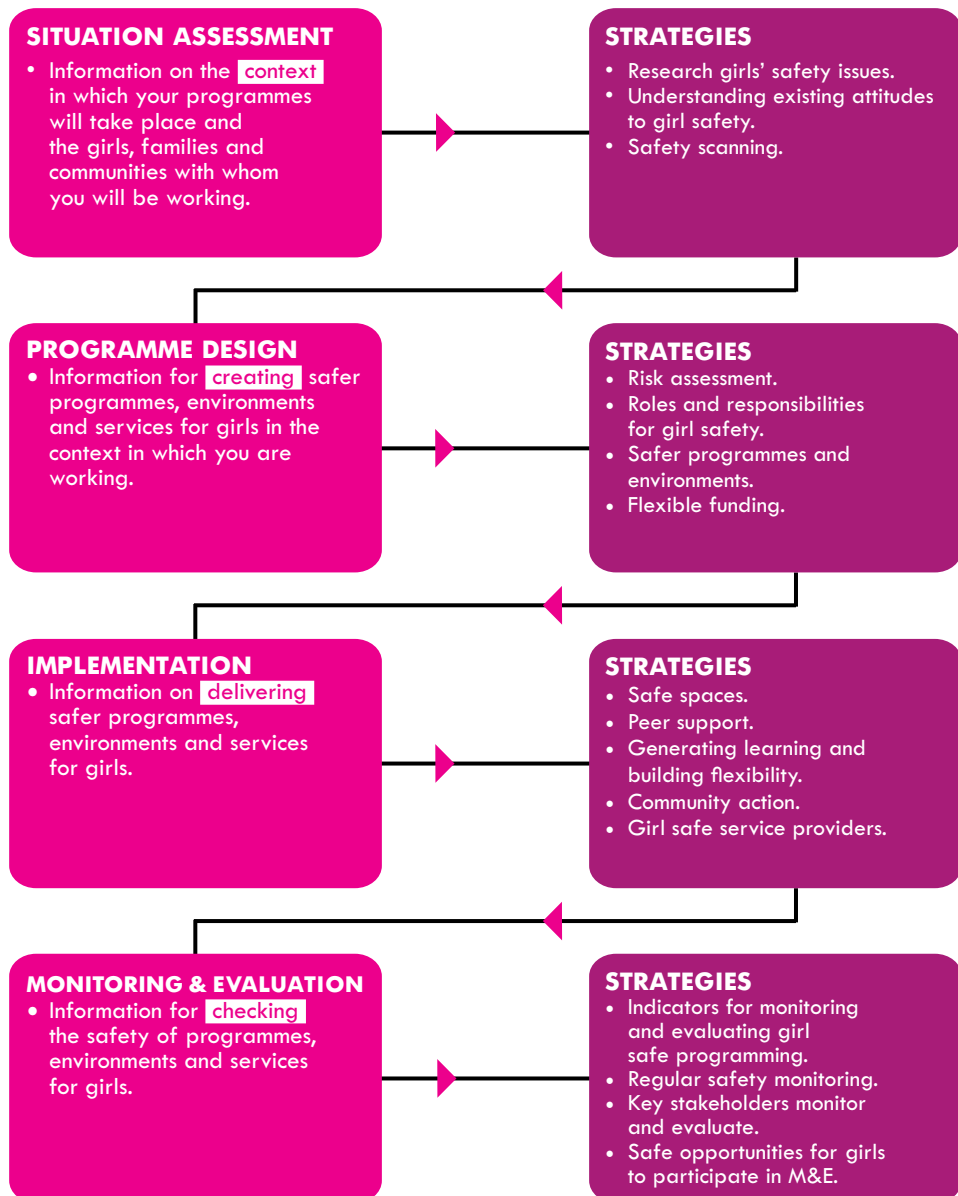 SITUATION ASSESSMENT
• Information on the context
in which your programmes
will take place and
the girls, families and
communities with whom
you will be working.
STRATEGIES
• Research girls' safety issues.
• Understanding existing attitudes
to girl safety.
• Safety scanning.
PROGRAMME DESIGN
• Information for creating safer
programmes, environments
and services for girls in the
context in which you are
working.
STRATEGIES
• Risk assessment.
• Roles and responsibilities
for girl safety.
• Safer programmes and
environments.
• Flexible funding.
IMPLEMENTATION
• Information on delivering
safer programmes,
environments and services
for girls.
STRATEGIES
• Safe spaces.
• Peer support.
• Generating learning and
building flexibility.
• Community action.
• Girl safe service providers.
MONITORING & EVALUATION
• Information for checking
the safety of programmes,
environments and services
for girls.
STRATEGIES
• Indicators for monitoring
and evaluating girl
safe programming.
• Regular safety monitoring.
• Key stakeholders monitor
and evaluate.
• Safe opportunities for girls
to participate in M&E.